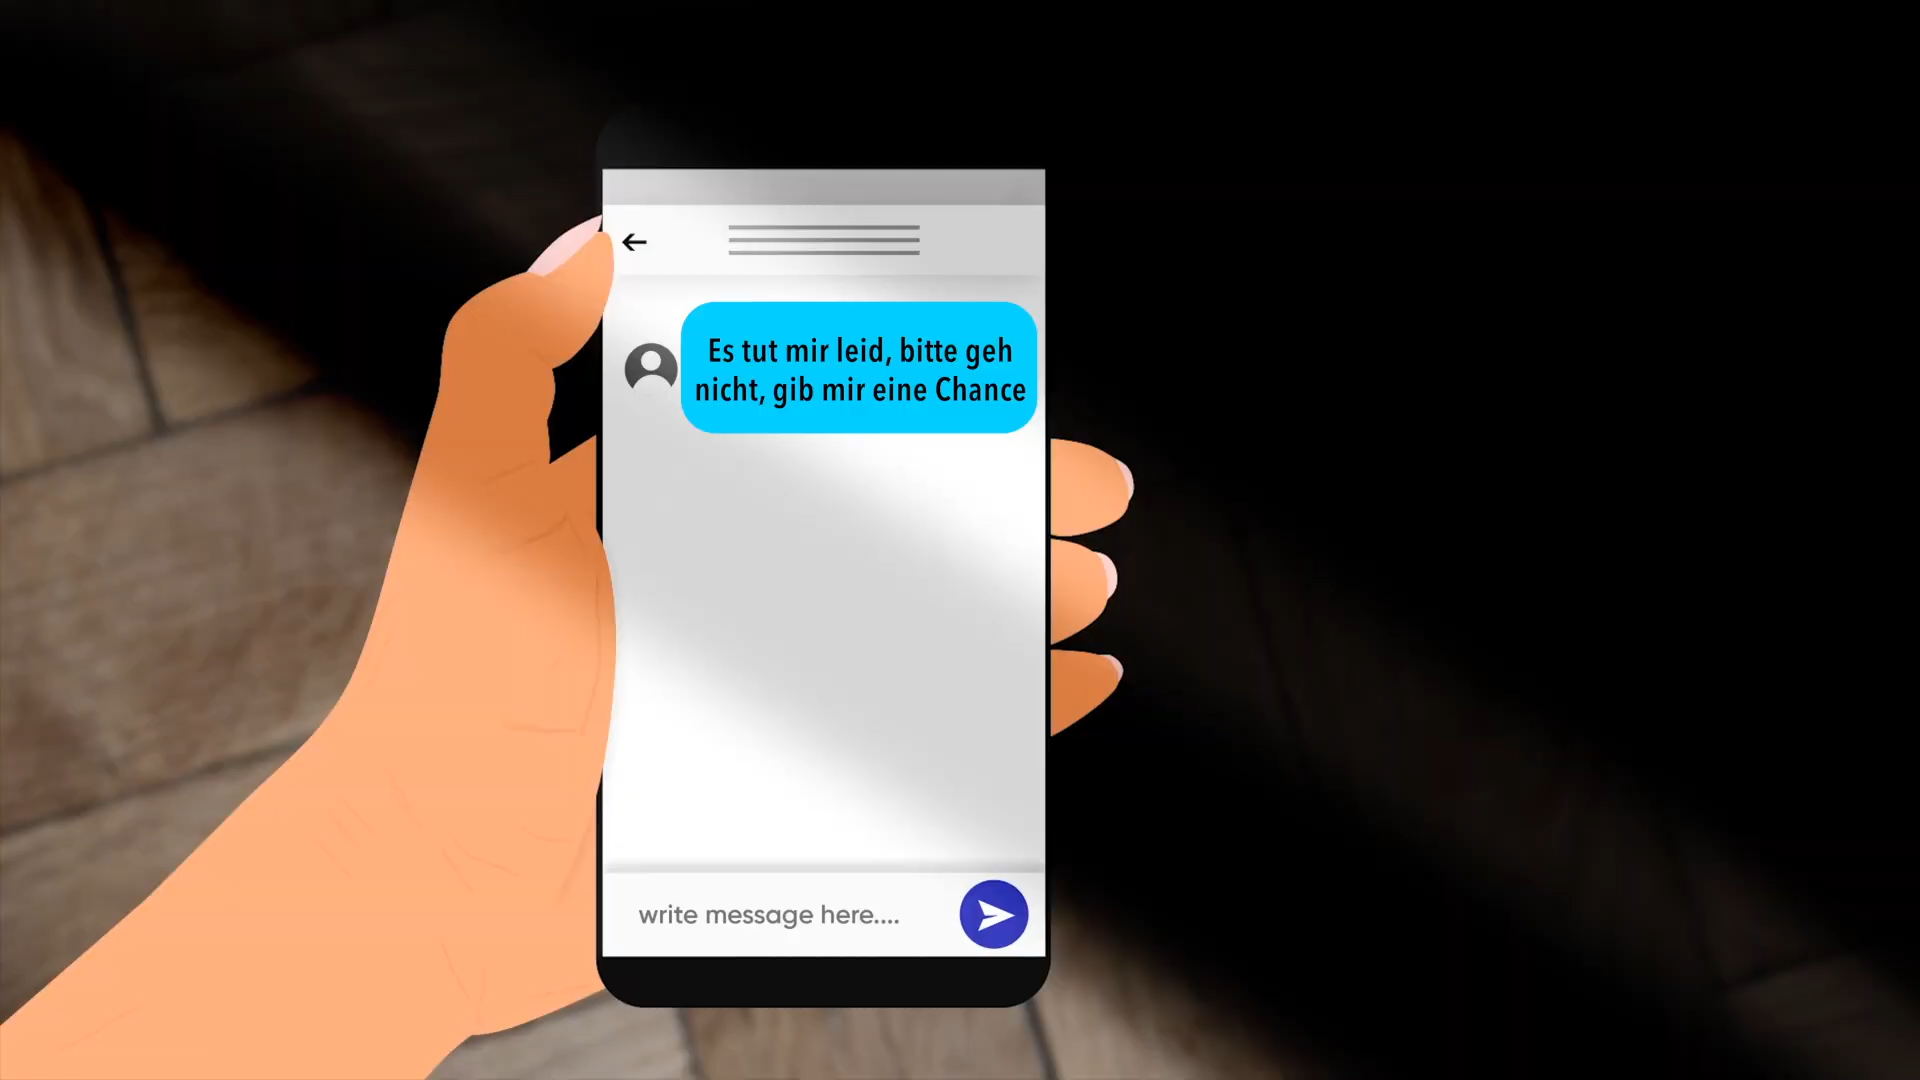 Es tut mir leid, bitte geh
nicht, gib mir eine Chance
write message here....